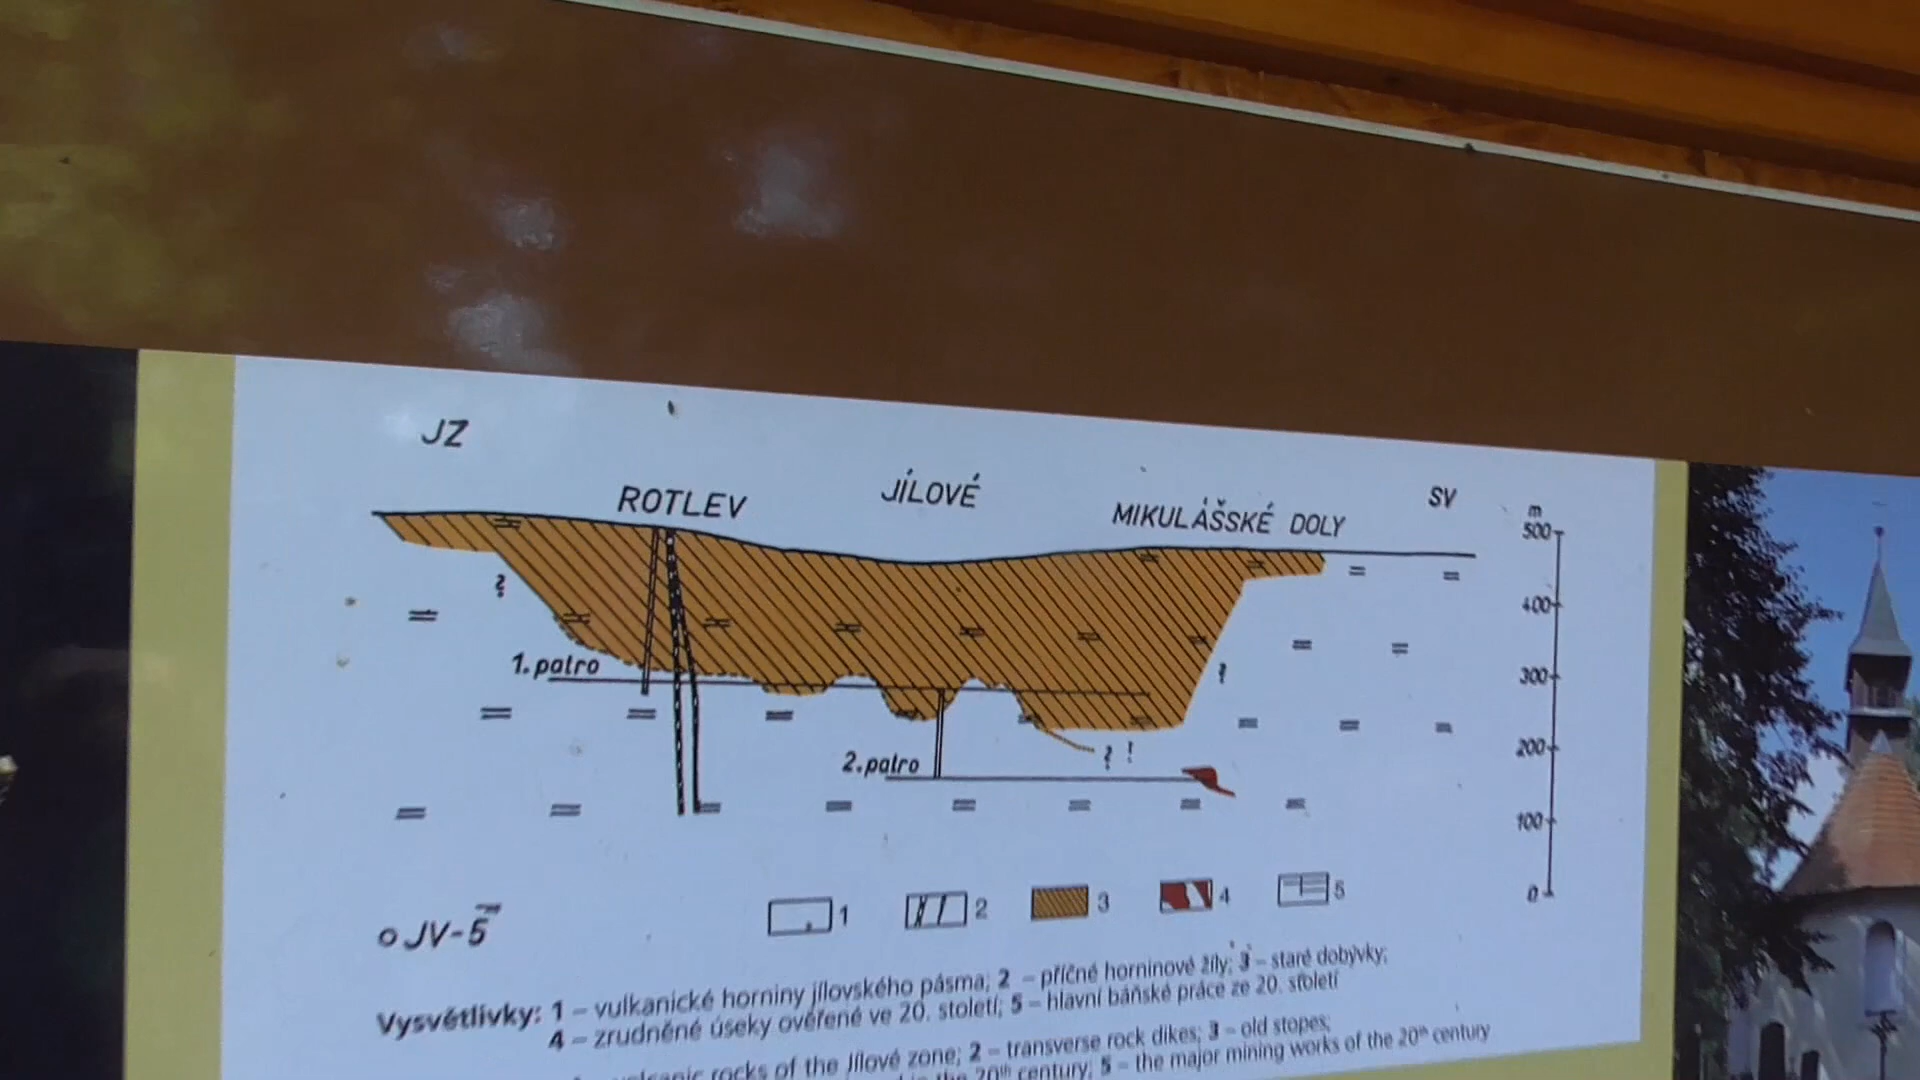 JZ
ROTLEV
JÍLOVÉ
MIKULÁŠSKÉ DOLY
SV
m
500
400
300
200
100
0
?
1. patro
?
2. patro
? !
JV-5
1
2
3
4
5
Vysvětlivky: 1 – vulkanické horniny jílovského pásma; 2 – příčné horninové žíly; 3 – staré dobývky;
4 – zrudněné úseky ověřené ve 20. století; 5 – hlavní báňské práce ze 20. století
rocks of the Jílové zone; 2 – transverse rock dikes; 3 – old stopes;
20th century; 5 – the major mining works of the 20th century